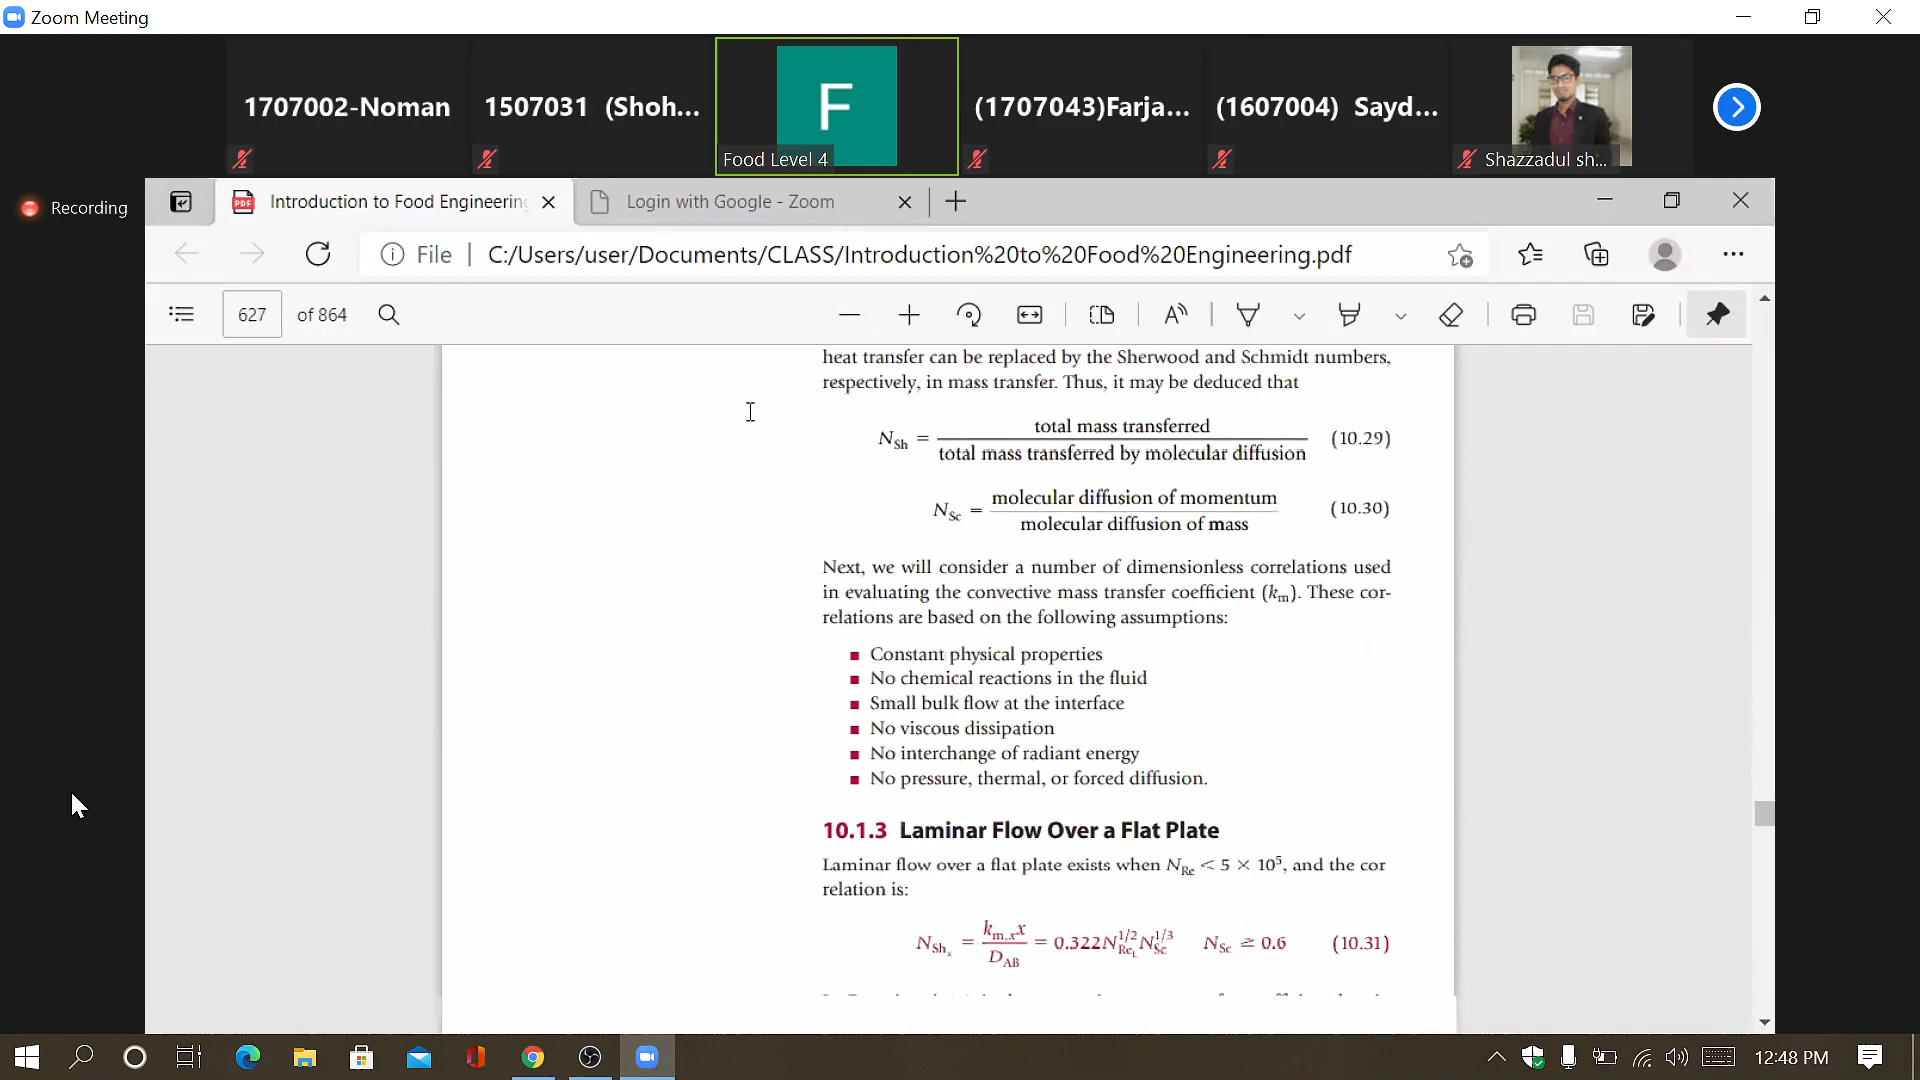 Zoom Meeting
1707002-Noman
1507031 (Shoh...
F
Food Level 4
(1707043)Farja...
(1607004) Sayd...
Shazzadul sh...
Recording
PDF
Introduction to Food Engineering
Login with Google - Zoom
File
C:/Users/user/Documents/CLASS/Introduction%20to%20Food%20Engineering.pdf
627 of 864
heat transfer can be replaced by the Sherwood and Schmidt numbers,
respectively, in mass transfer. Thus, it may be deduced that
N_Sh = total mass transferred / total mass transferred by molecular diffusion (10.29)
N_Sc = molecular diffusion of momentum / molecular diffusion of mass (10.30)
Next, we will consider a number of dimensionless correlations used
in evaluating the convective mass transfer coefficient (k_m). These cor-
relations are based on the following assumptions:
■ Constant physical properties
■ No chemical reactions in the fluid
■ Small bulk flow at the interface
■ No viscous dissipation
■ No interchange of radiant energy
■ No pressure, thermal, or forced diffusion.
10.1.3 Laminar Flow Over a Flat Plate
Laminar flow over a flat plate exists when N_Re < 5 × 10⁵, and the cor
relation is:
N_Sh_x = k_m,x x / D_AB = 0.322N_Re_L^1/2 N_Sc^1/3 N_Sc ≥ 0.6 (10.31)
12:48 PM